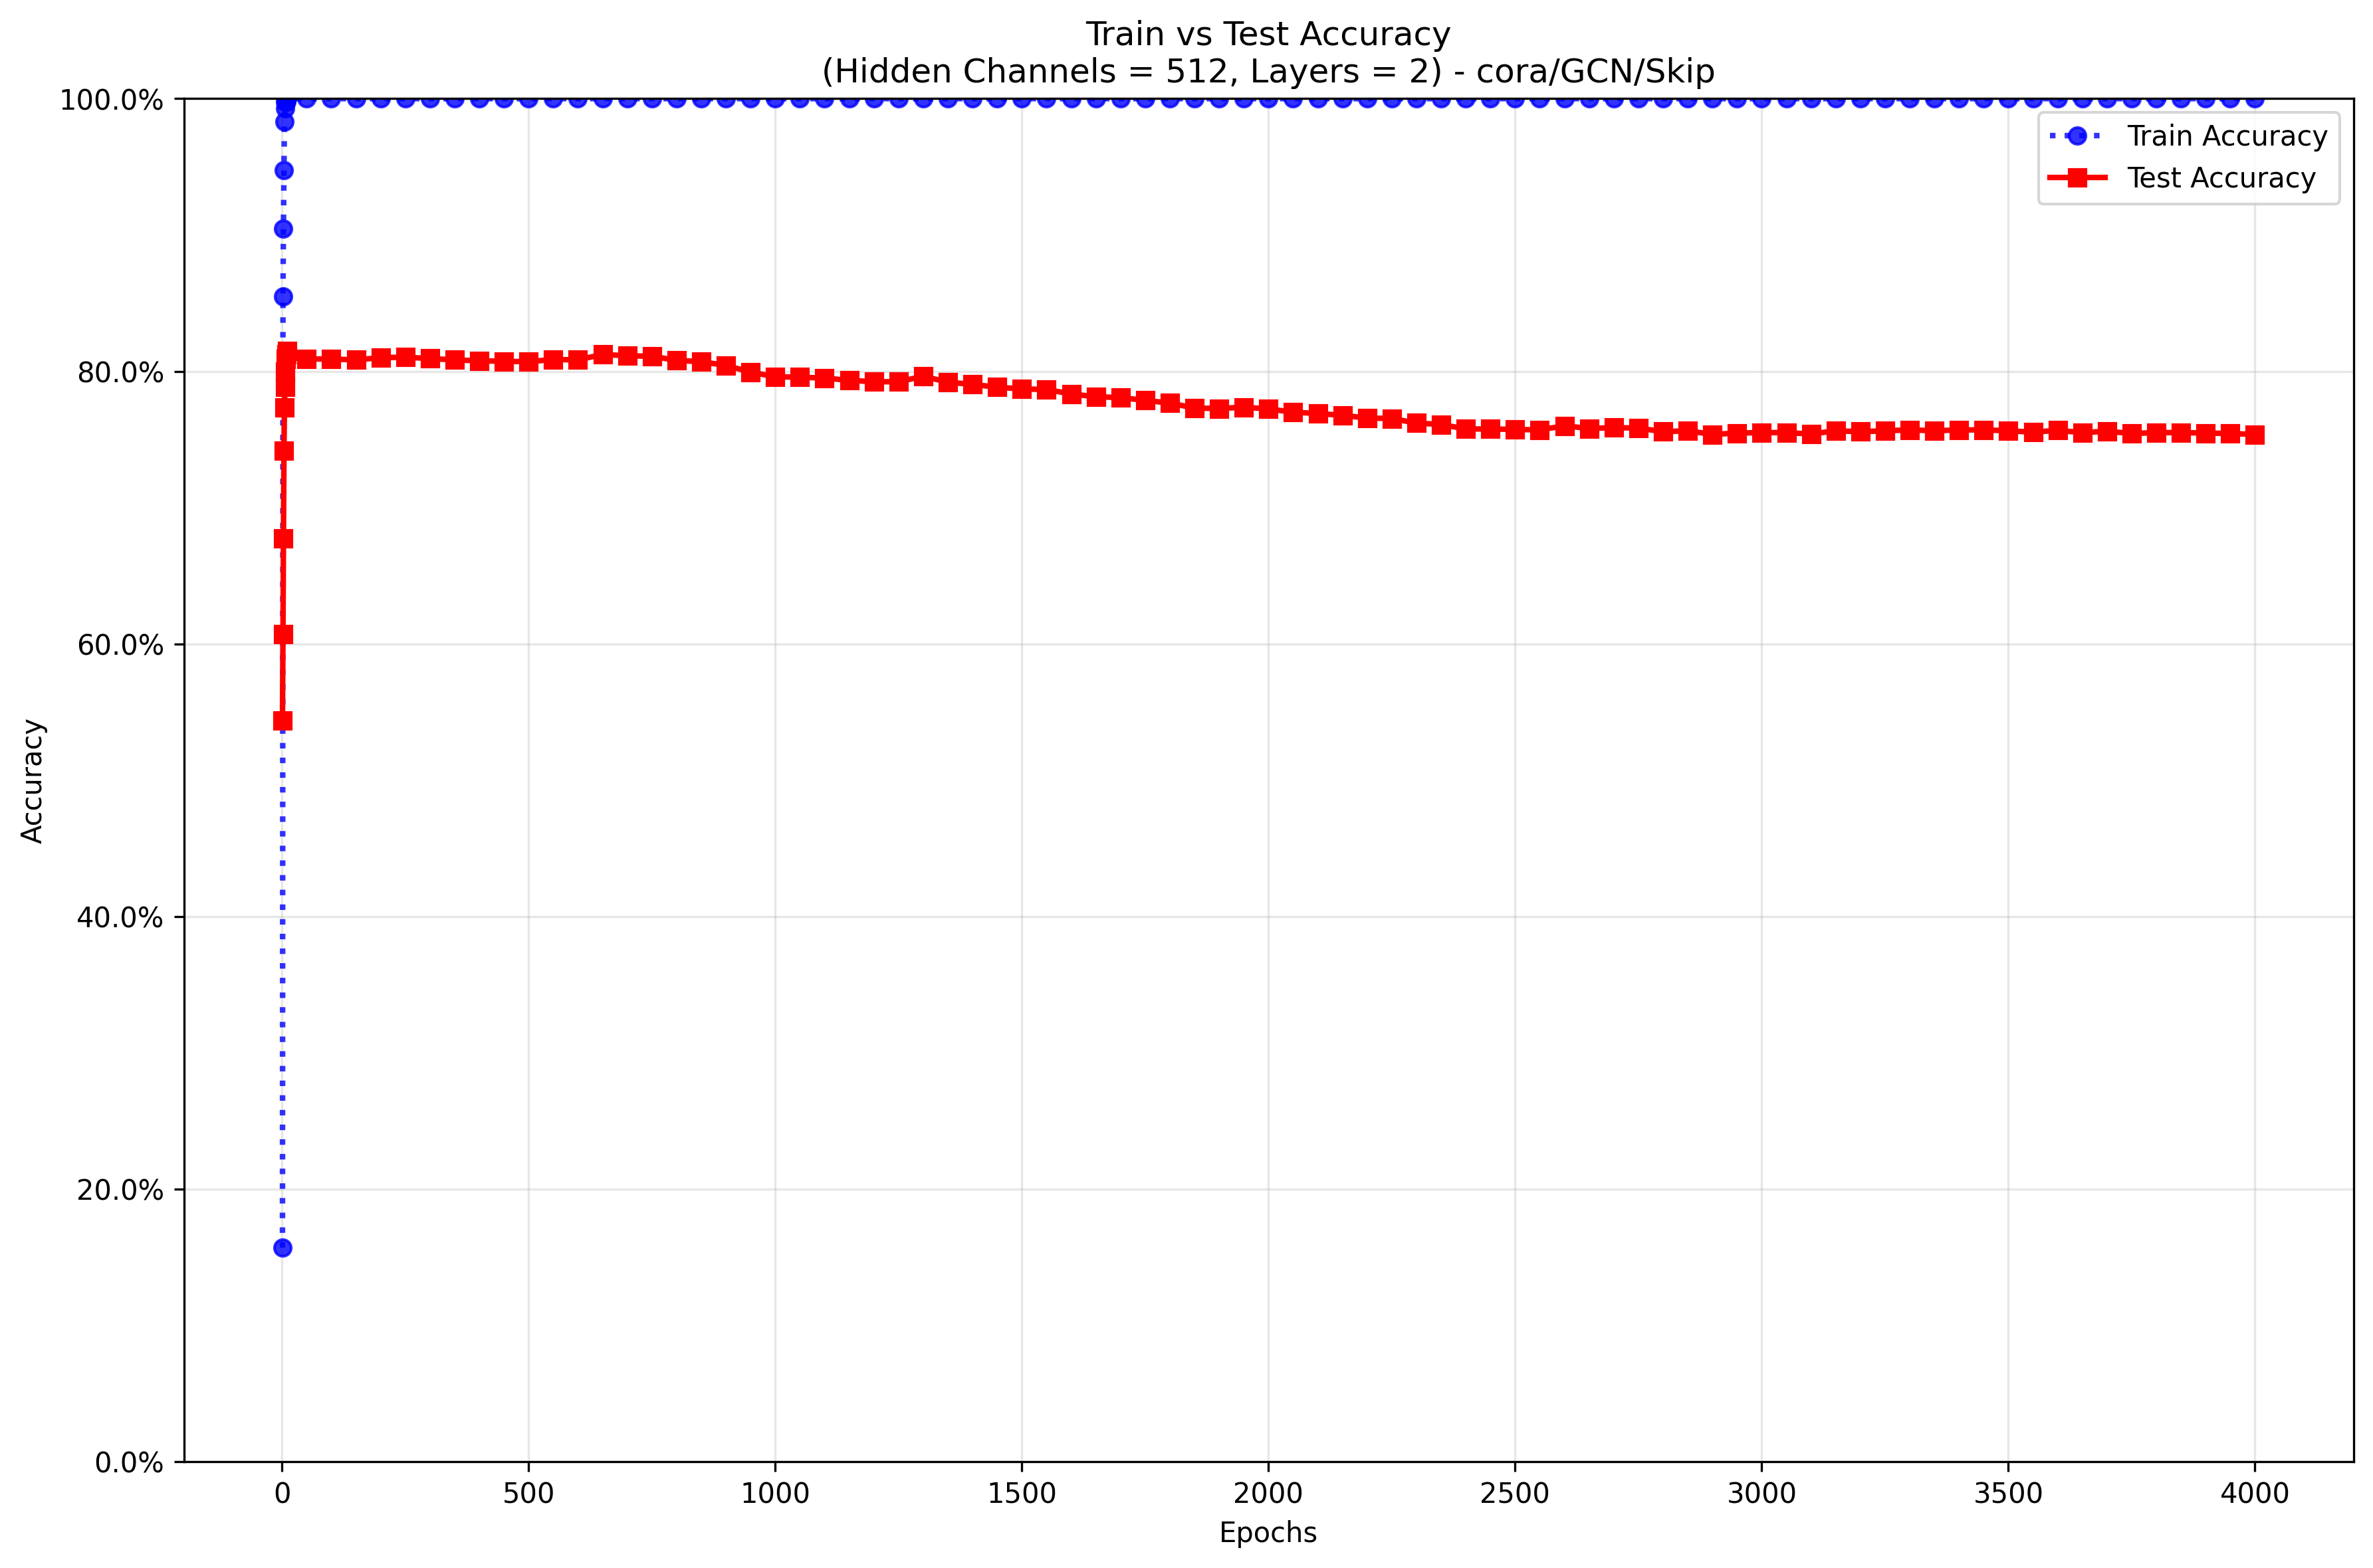 Train vs Test Accuracy
(Hidden Channels = 512, Layers = 2) - cora/GCN/Skip
100.0%
80.0%
60.0%
40.0%
20.0%
0.0%
Accuracy
Train Accuracy
Test Accuracy
0 500 1000 1500 2000 2500 3000 3500 4000
Epochs